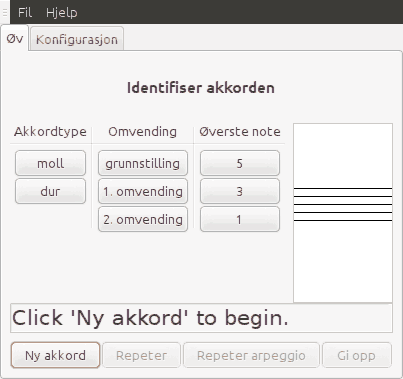 Fil Hjelp
Øv Konfigurasjon
Identifiser akkorden
Akkordtype Omvending Øverste note
moll grunnstilling 5
dur 1. omvending 3
2. omvending 1
Click 'Ny akkord' to begin.
Ny akkord Repeter Repeter arpeggio Gi opp